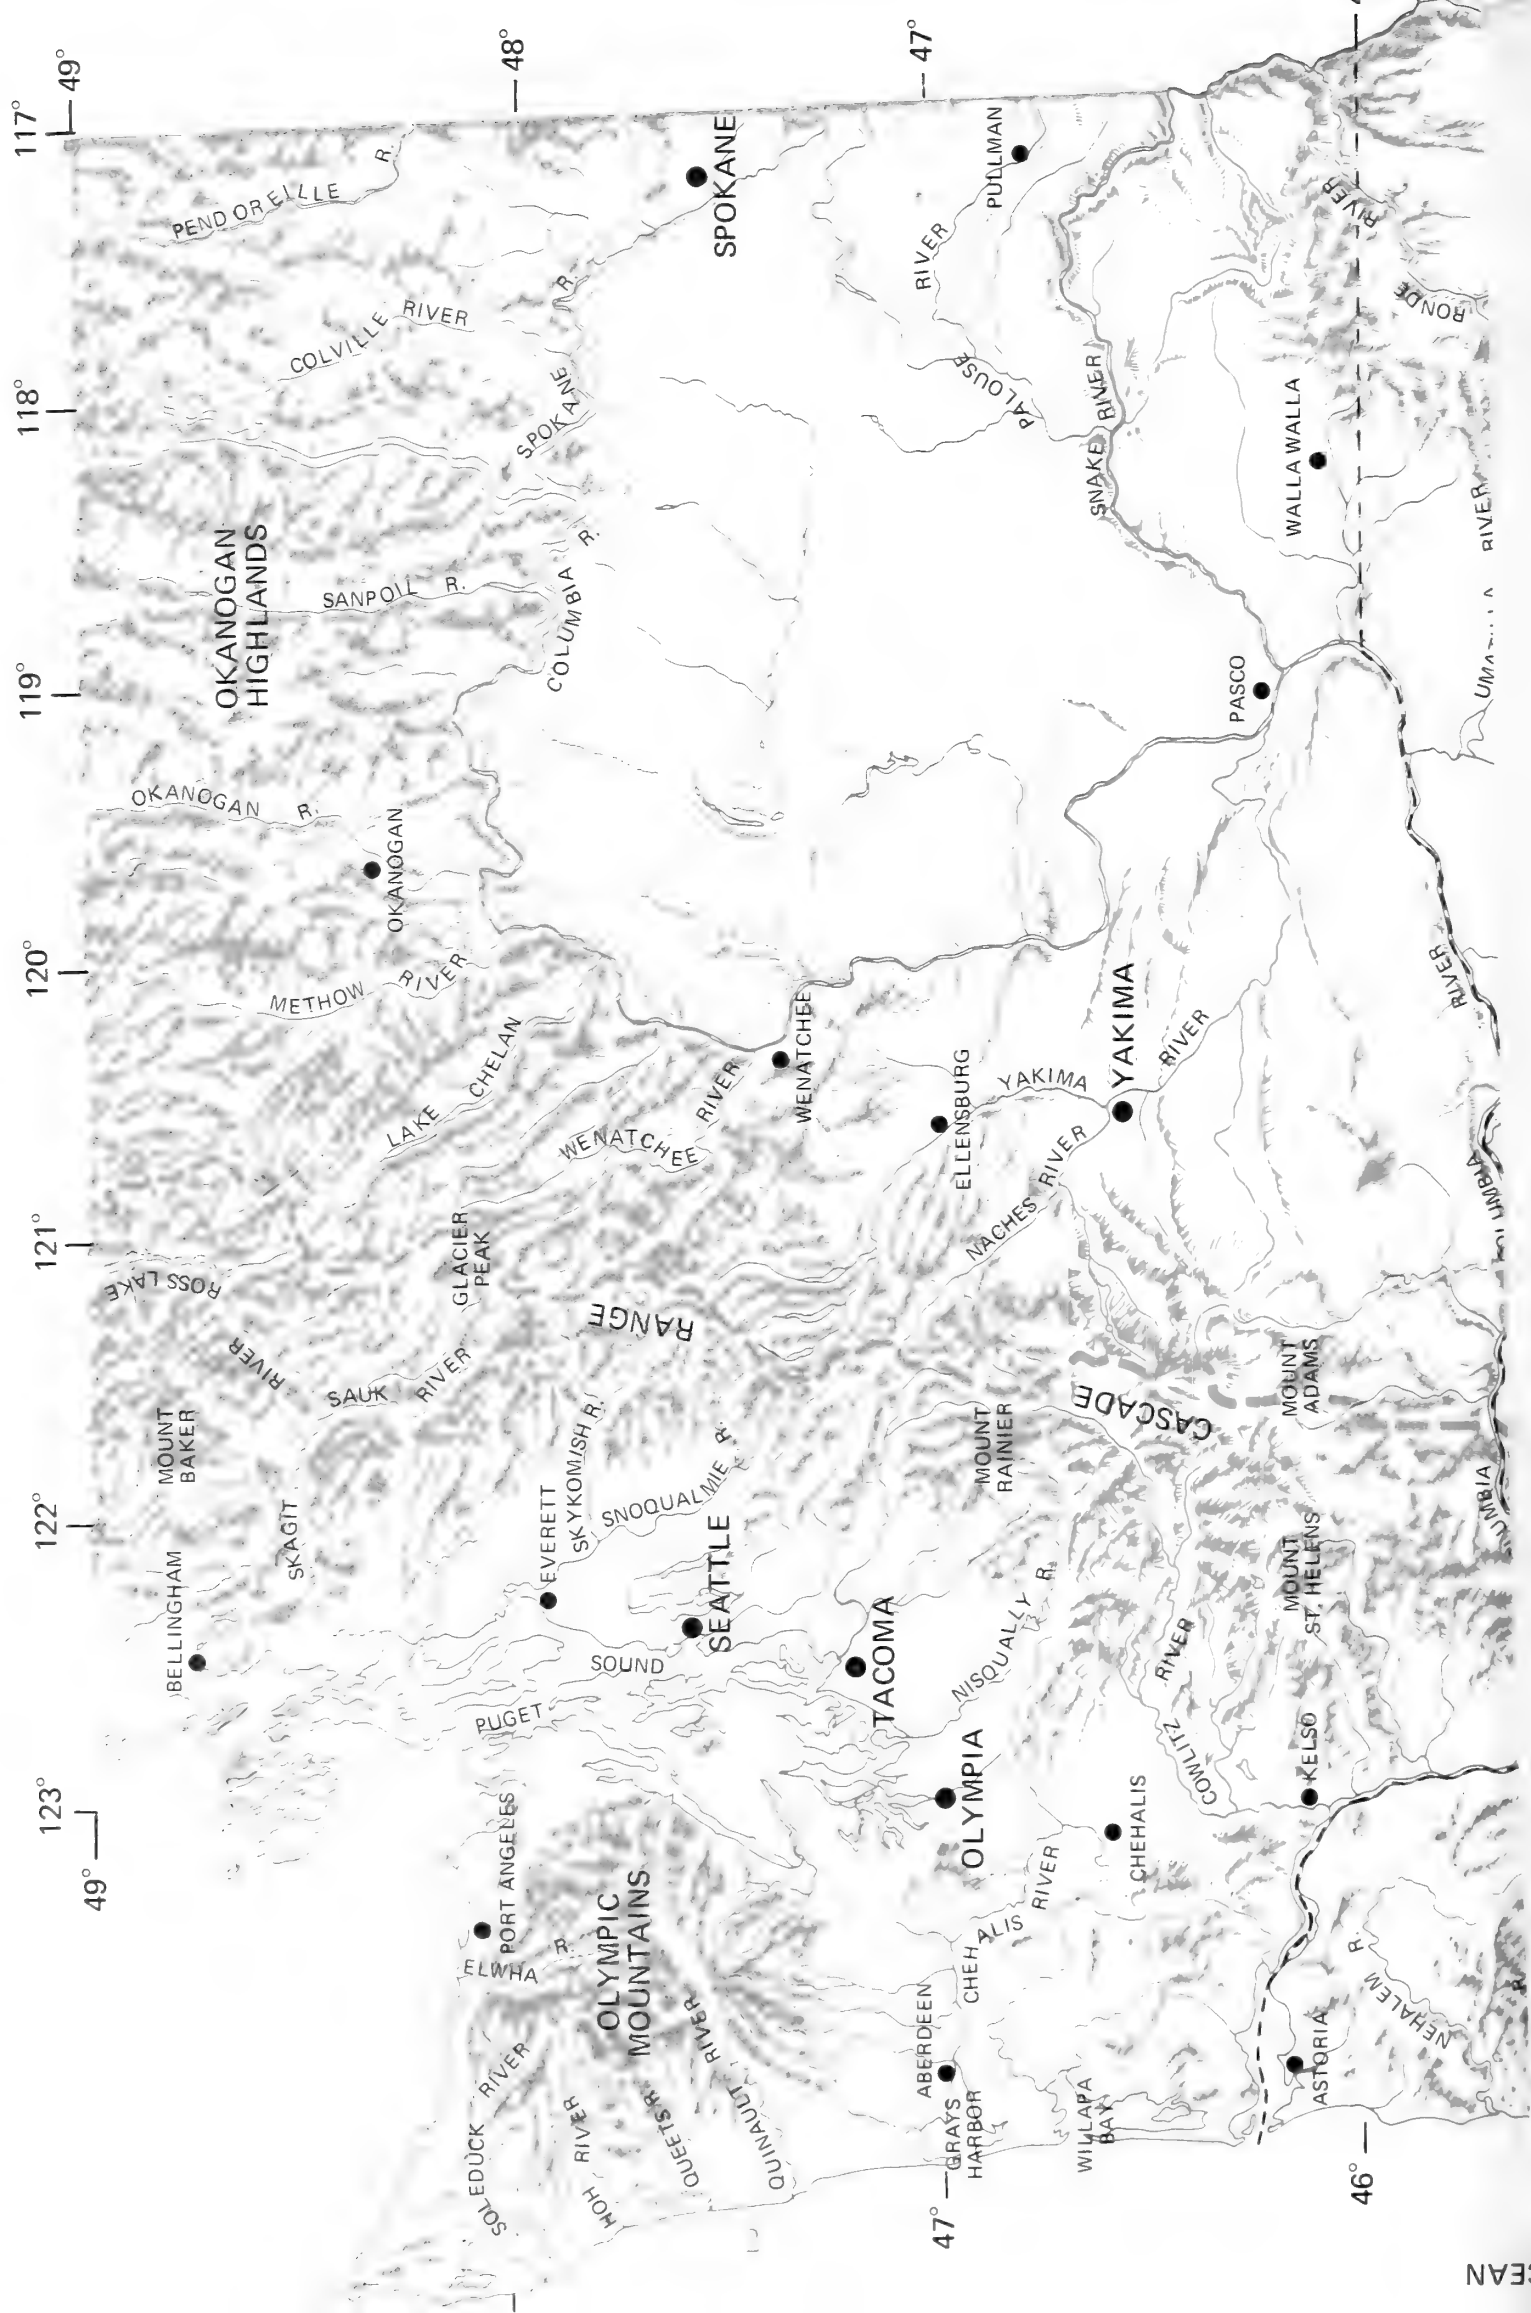 123°
122°
121°
120°
119°
118°
117°
49°
49°
48°
47°
47°
46°
BELLINGHAM
MOUNT
BAKER
ROSS LAKE
SKAGIT
RIVER
SAUK
RIVER
METHOW
RIVER
OKANOGAN
R.
OKANOGAN
OKANOGAN
HIGHLANDS
SANPOIL R.
COLVILLE RIVER
PEND OREILLE
R.
PORT ANGELES
ELWHA
R.
SOLEDUCK
RIVER
HOH RIVER
QUEETS R.
QUINAULT
RIVER
OLYMPIC
MOUNTAINS
PUGET
SOUND
EVERETT
SKYKOMISH R.
SNOQUALMIE R.
GLACIER
PEAK
LAKE CHELAN
WENATCHEE
RIVER
WENATCHEE
COLUMBIA
R.
SPOKANE
R.
SPOKANE
SEATTLE
TACOMA
RANGE
CASCADE
OLYMPIA
NISQUALLY R.
MOUNT
RAINIER
ELLENSBURG
YAKIMA
RIVER
NACHES RIVER
YAKIMA
PALOUSE
RIVER
PULLMAN
ABERDEEN
GRAYS
HARBOR
CHEH
ALIS
RIVER
CHEHALIS
WILLAPA
BAY
COWLITZ
RIVER
KELSO
MOUNT
ST. HELENS
MOUNT
ADAMS
PASCO
SNAKE RIVER
WALLA WALLA
RONDE
RIVER
ASTORIA
NEHALEM
R.
UMBIA
UMBIA
RIVER
RIVER
CEAN